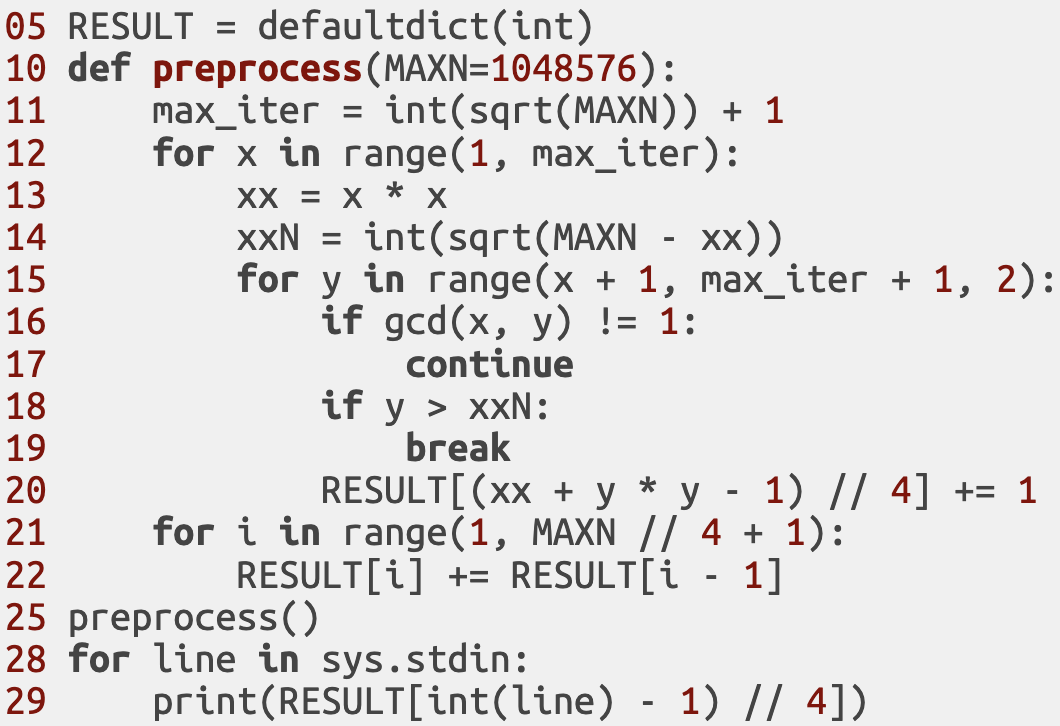 05 RESULT = defaultdict(int)
10 def preprocess(MAXN=1048576):
11     max_iter = int(sqrt(MAXN)) + 1
12     for x in range(1, max_iter):
13         xx = x * x
14         xxN = int(sqrt(MAXN - xx))
15         for y in range(x + 1, max_iter + 1, 2):
16             if gcd(x, y) != 1:
17                 continue
18             if y > xxN:
19                 break
20             RESULT[(xx + y * y - 1) // 4] += 1
21     for i in range(1, MAXN // 4 + 1):
22         RESULT[i] += RESULT[i - 1]
25 preprocess()
28 for line in sys.stdin:
29     print(RESULT[int(line) - 1) // 4])